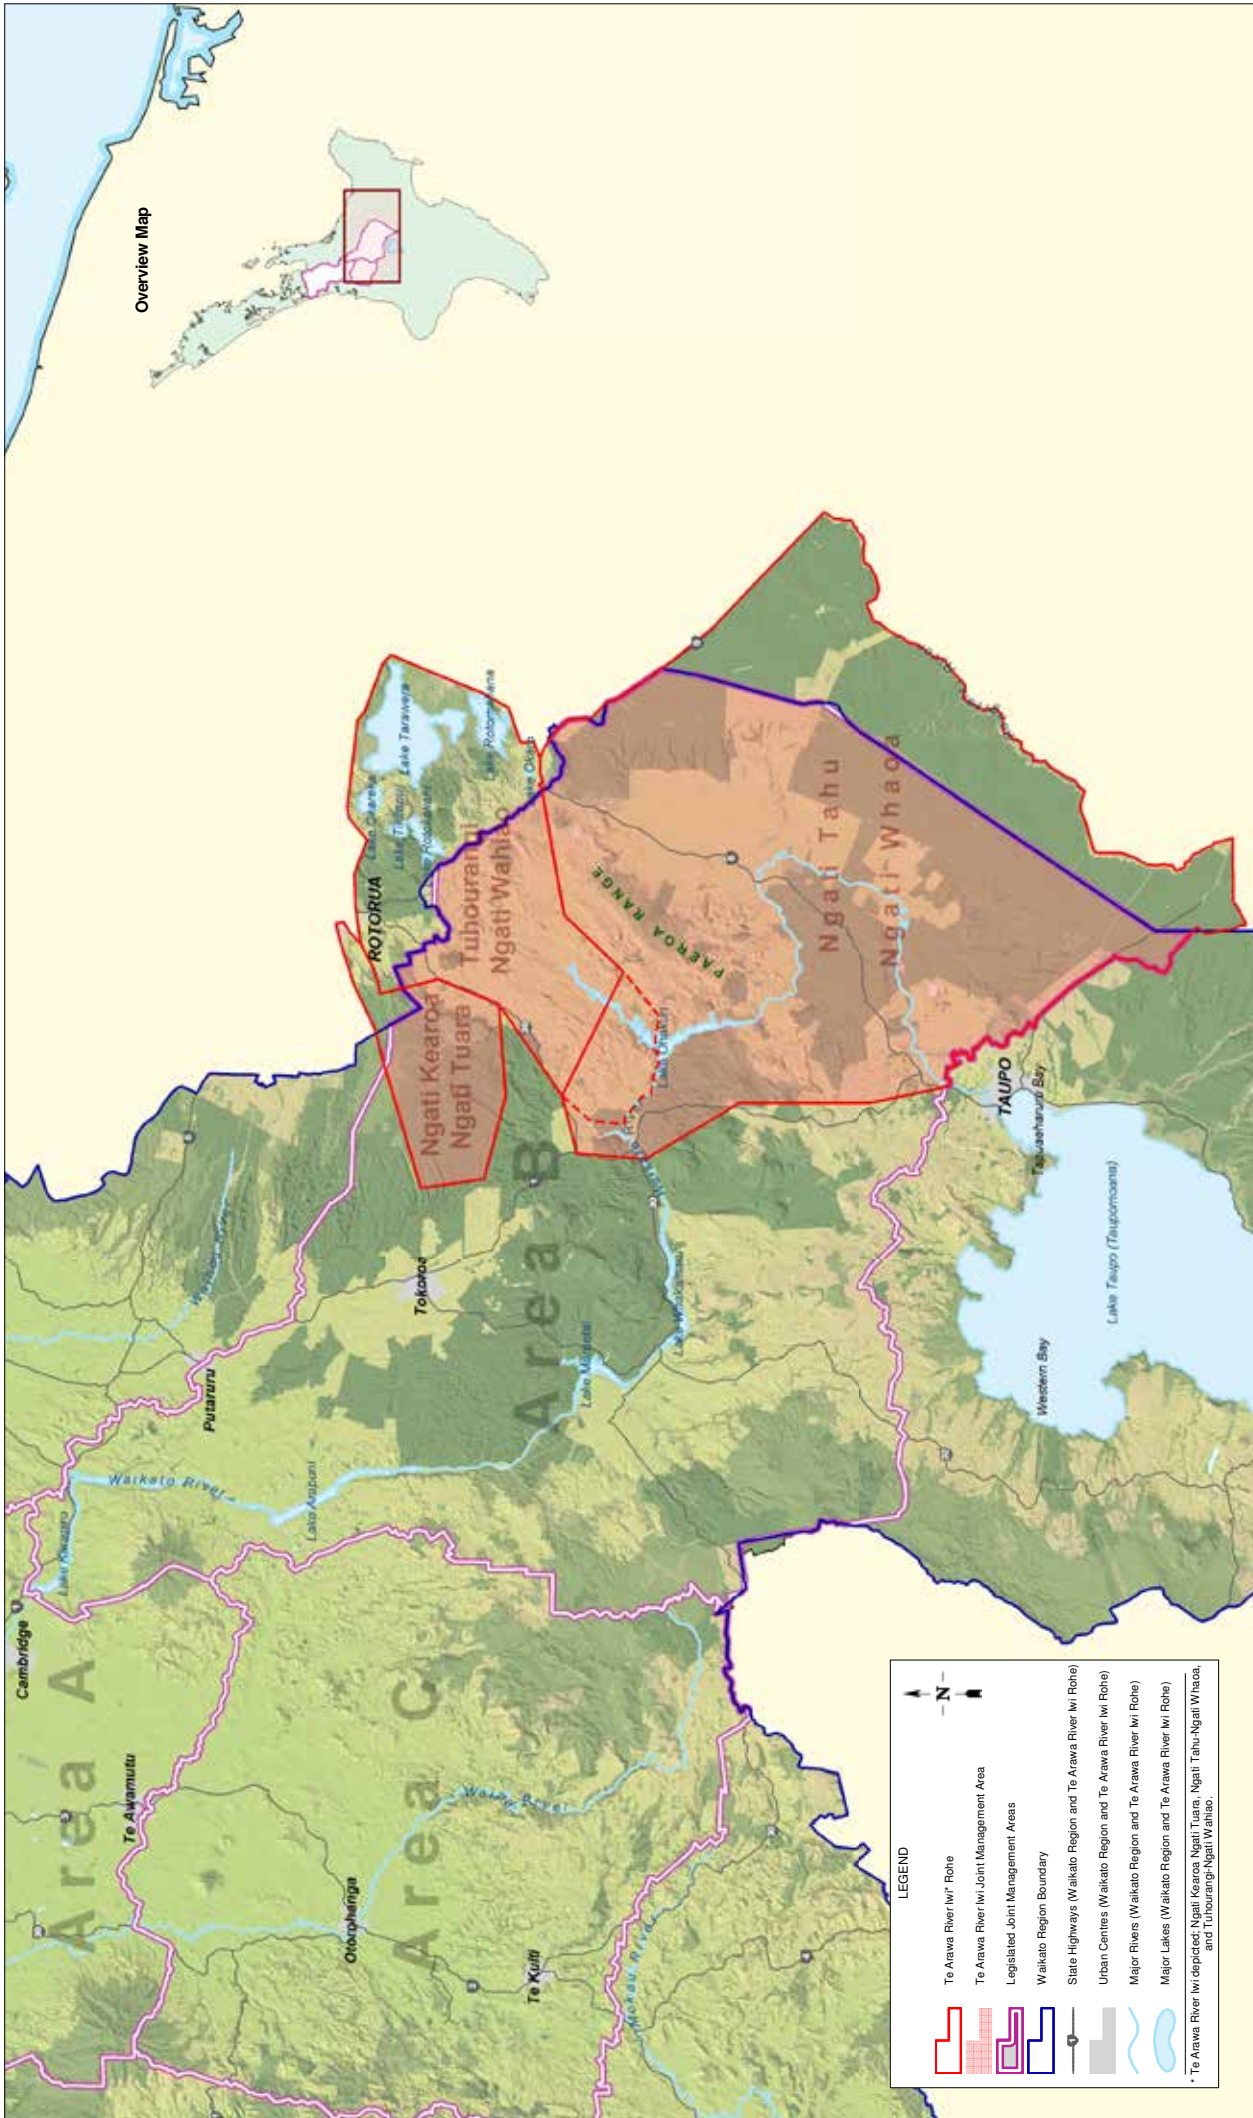 Overview Map
Area A
Area B
Area C
Cambridge
Te Awamutu
Otorohanga
Te Kuiti
Putaruru
Tokoroa
ROTORUA
TAUPO
Lake Karapiro
Waikato River
Lake Arapuni
Lake Maraetai
Lake Whakamaru
Waikato River
Lake Ohakuri
Waipa River
Mokau River
Lake Okareka
Lake Tarawera
Lake Rotomahana
Lake Okaro
Ngati Kearoa
Ngati Tuara
Tuhourangi
Ngati Wahiao
PAEROA RANGE
Ngati Tahu
Ngati Whaoa
Tapuaeharuru Bay
Western Bay
Lake Taupo (Taupomoana)
LEGEND
N
Te Arawa River Iwi* Rohe
Te Arawa River Iwi Joint Management Area
Legislated Joint Management Areas
Waikato Region Boundary
1
State Highways (Waikato Region and Te Arawa River Iwi Rohe)
Urban Centres (Waikato Region and Te Arawa River Iwi Rohe)
Major Rivers (Waikato Region and Te Arawa River Iwi Rohe)
Major Lakes (Waikato Region and Te Arawa River Iwi Rohe)
* Te Arawa River Iwi depicted; Ngati Kearoa Ngati Tuara, Ngati Tahu-Ngati Whaoa,
and Tuhourangi-Ngati Wahiao.